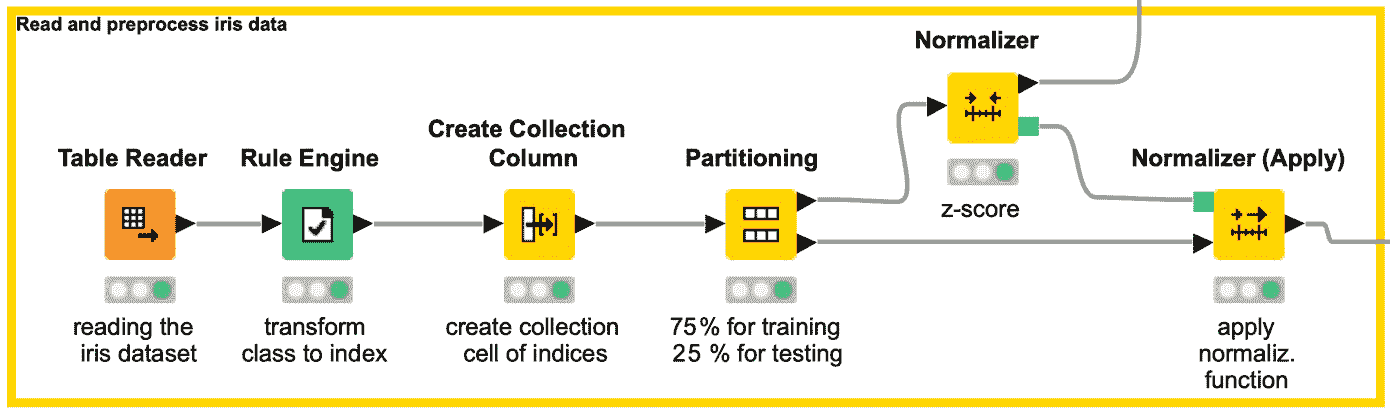 Read and preprocess iris data
Normalizer
z-score
Create Collection
Column
Table Reader
Rule Engine
Partitioning
Normalizer (Apply)
reading the
iris dataset
transform
class to index
create collection
cell of indices
75% for training
25 % for testing
apply
normaliz.
function